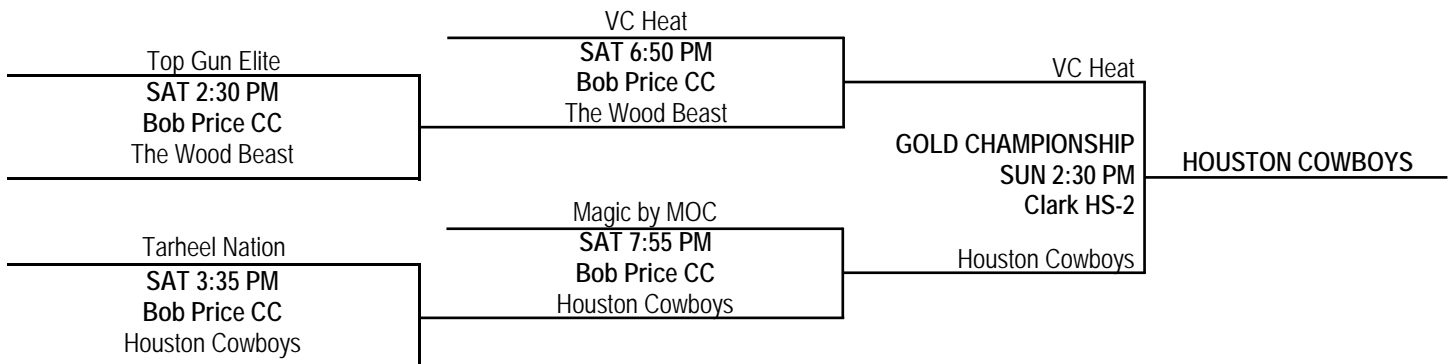 Top Gun Elite
SAT 2:30 PM
Bob Price CC
The Wood Beast
Tarheel Nation
SAT 3:35 PM
Bob Price CC
Houston Cowboys
VC Heat
SAT 6:50 PM
Bob Price CC
The Wood Beast
Magic by MOC
SAT 7:55 PM
Bob Price CC
Houston Cowboys
VC Heat
GOLD CHAMPIONSHIP
SUN 2:30 PM
Clark HS-2
Houston Cowboys
HOUSTON COWBOYS